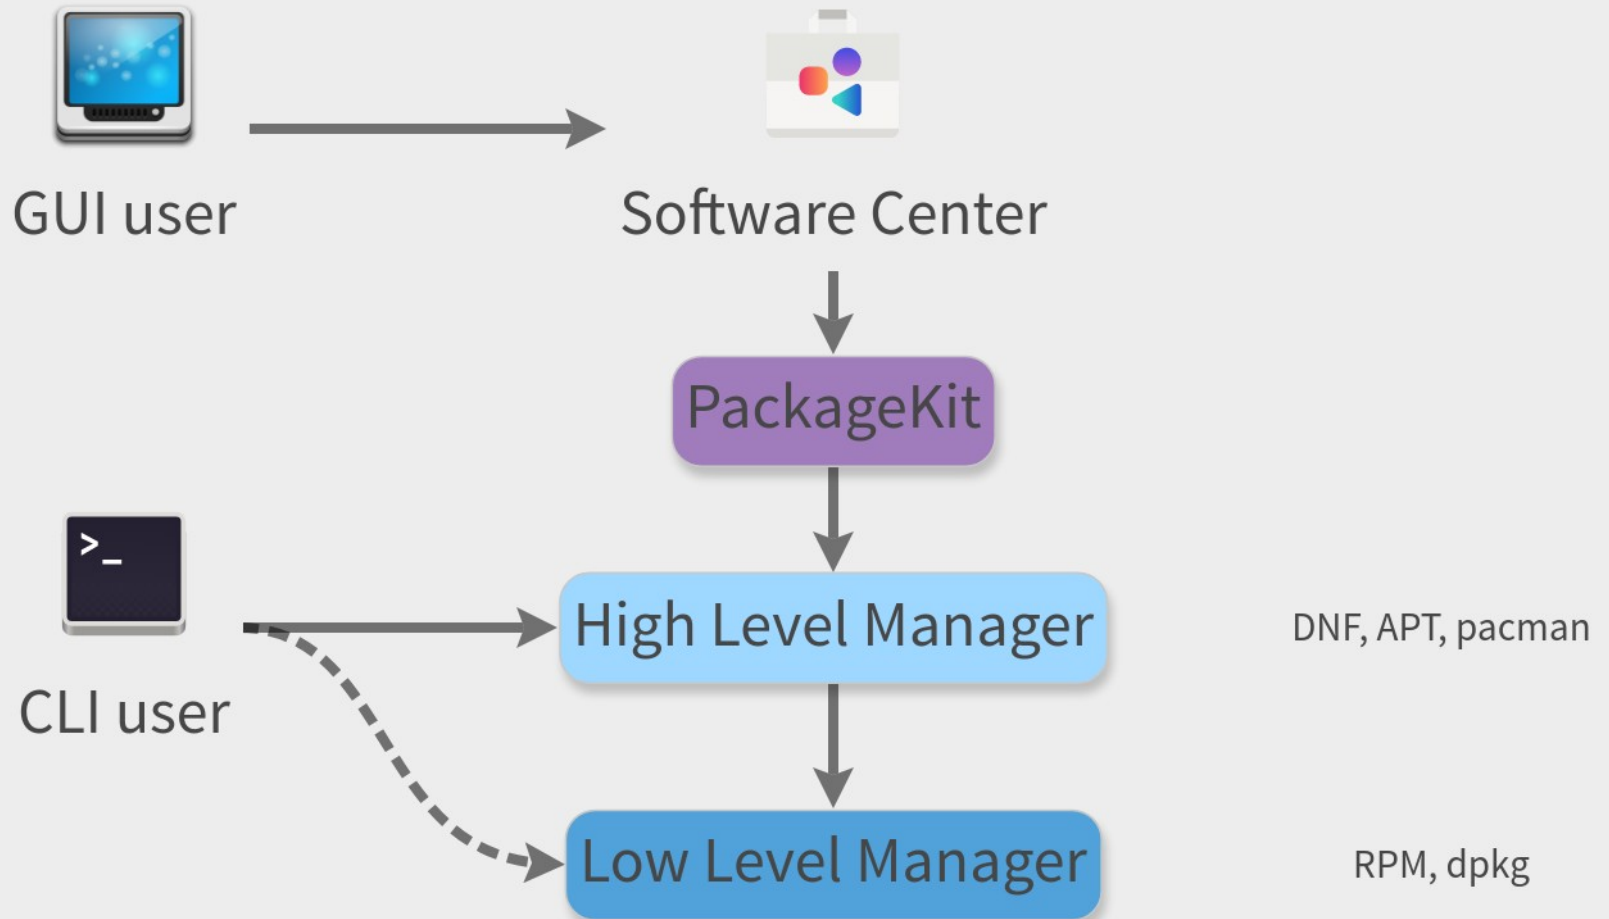 GUI user
Software Center
PackageKit
>_
High Level Manager
DNF, APT, pacman
CLI user
Low Level Manager
RPM, dpkg